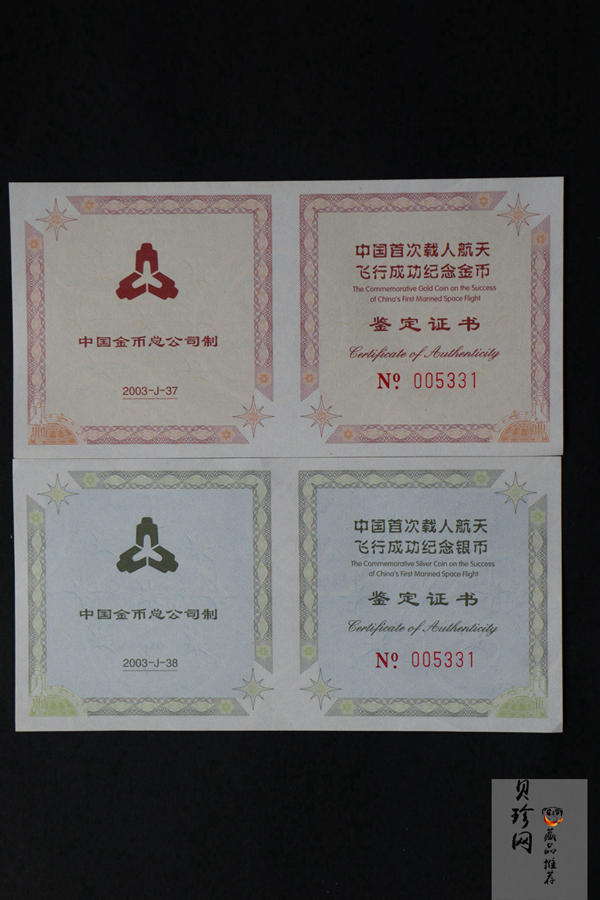 中国金币总公司制
2003-J-37
中国首次载人航天
飞行成功纪念金币
The Commemorative Gold Coin on the Success
of China's First Manned Space Flight
鉴定证书
Certificate of Authenticity
Nº 005331
中国金币总公司制
2003-J-38
中国首次载人航天
飞行成功纪念银币
The Commemorative Silver Coin on the Success
of China's First Manned Space Flight
鉴定证书
Certificate of Authenticity
Nº 005331
贝珍网
藏品推荐